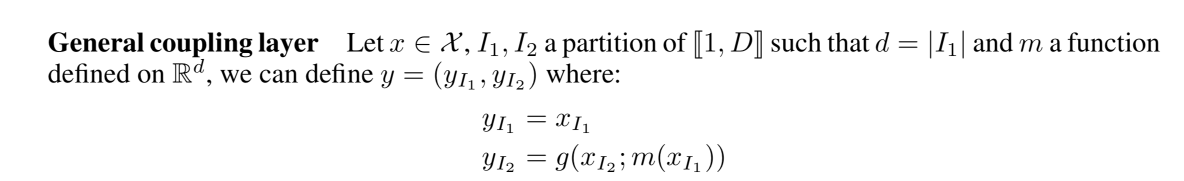 General coupling layer Let x ∈ 𝒳, I₁, I₂ a partition of ⟦1, D⟧ such that d = |I₁| and m a function
defined on ℝᵈ, we can define y = (y_{I₁}, y_{I₂}) where:
y_{I₁} = x_{I₁}
y_{I₂} = g(x_{I₂}; m(x_{I₁}))